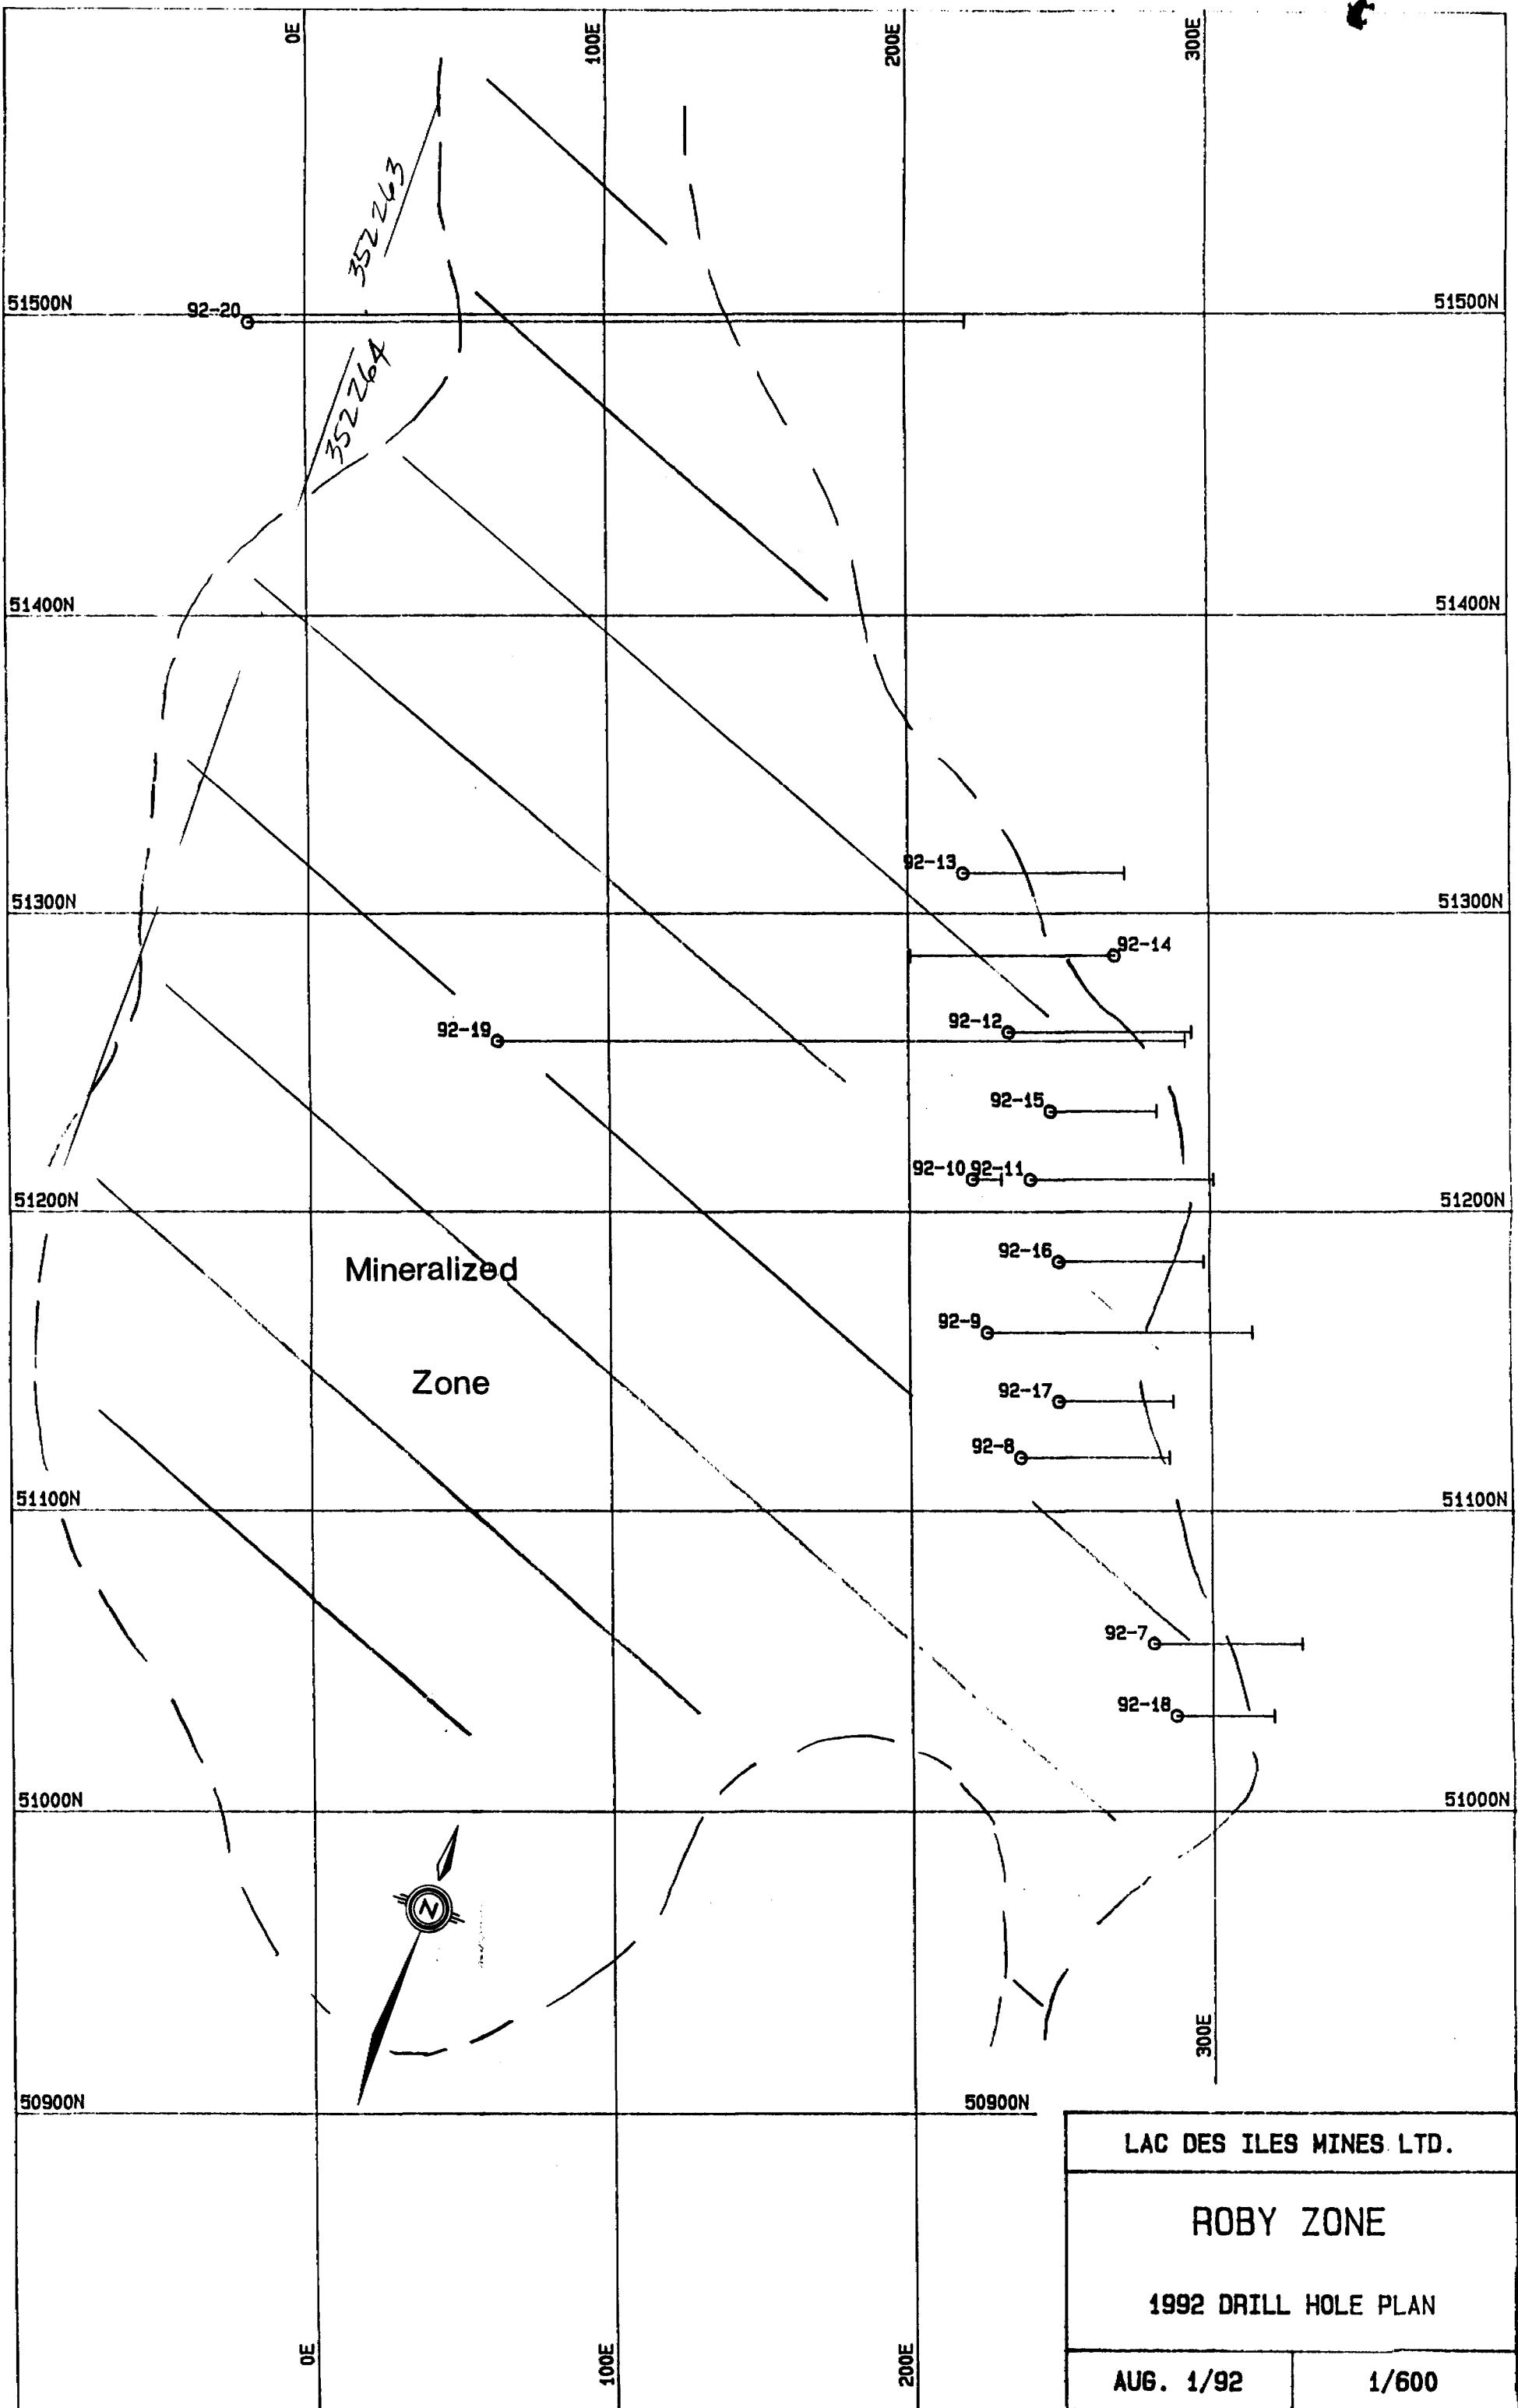 0E
100E
200E
300E
352263
51500N
92-20
51500N
352264
51400N
51400N
92-13
51300N
51300N
92-14
92-19
92-12
92-15
92-10
92-11
51200N
51200N
92-16
Mineralized
92-9
Zone
92-17
92-8
51100N
51100N
92-7
92-18
51000N
51000N
N
300E
50900N
50900N
LAC DES ILES MINES LTD.
ROBY ZONE
1992 DRILL HOLE PLAN
0E
100E
200E
AUG. 1/92
1/600